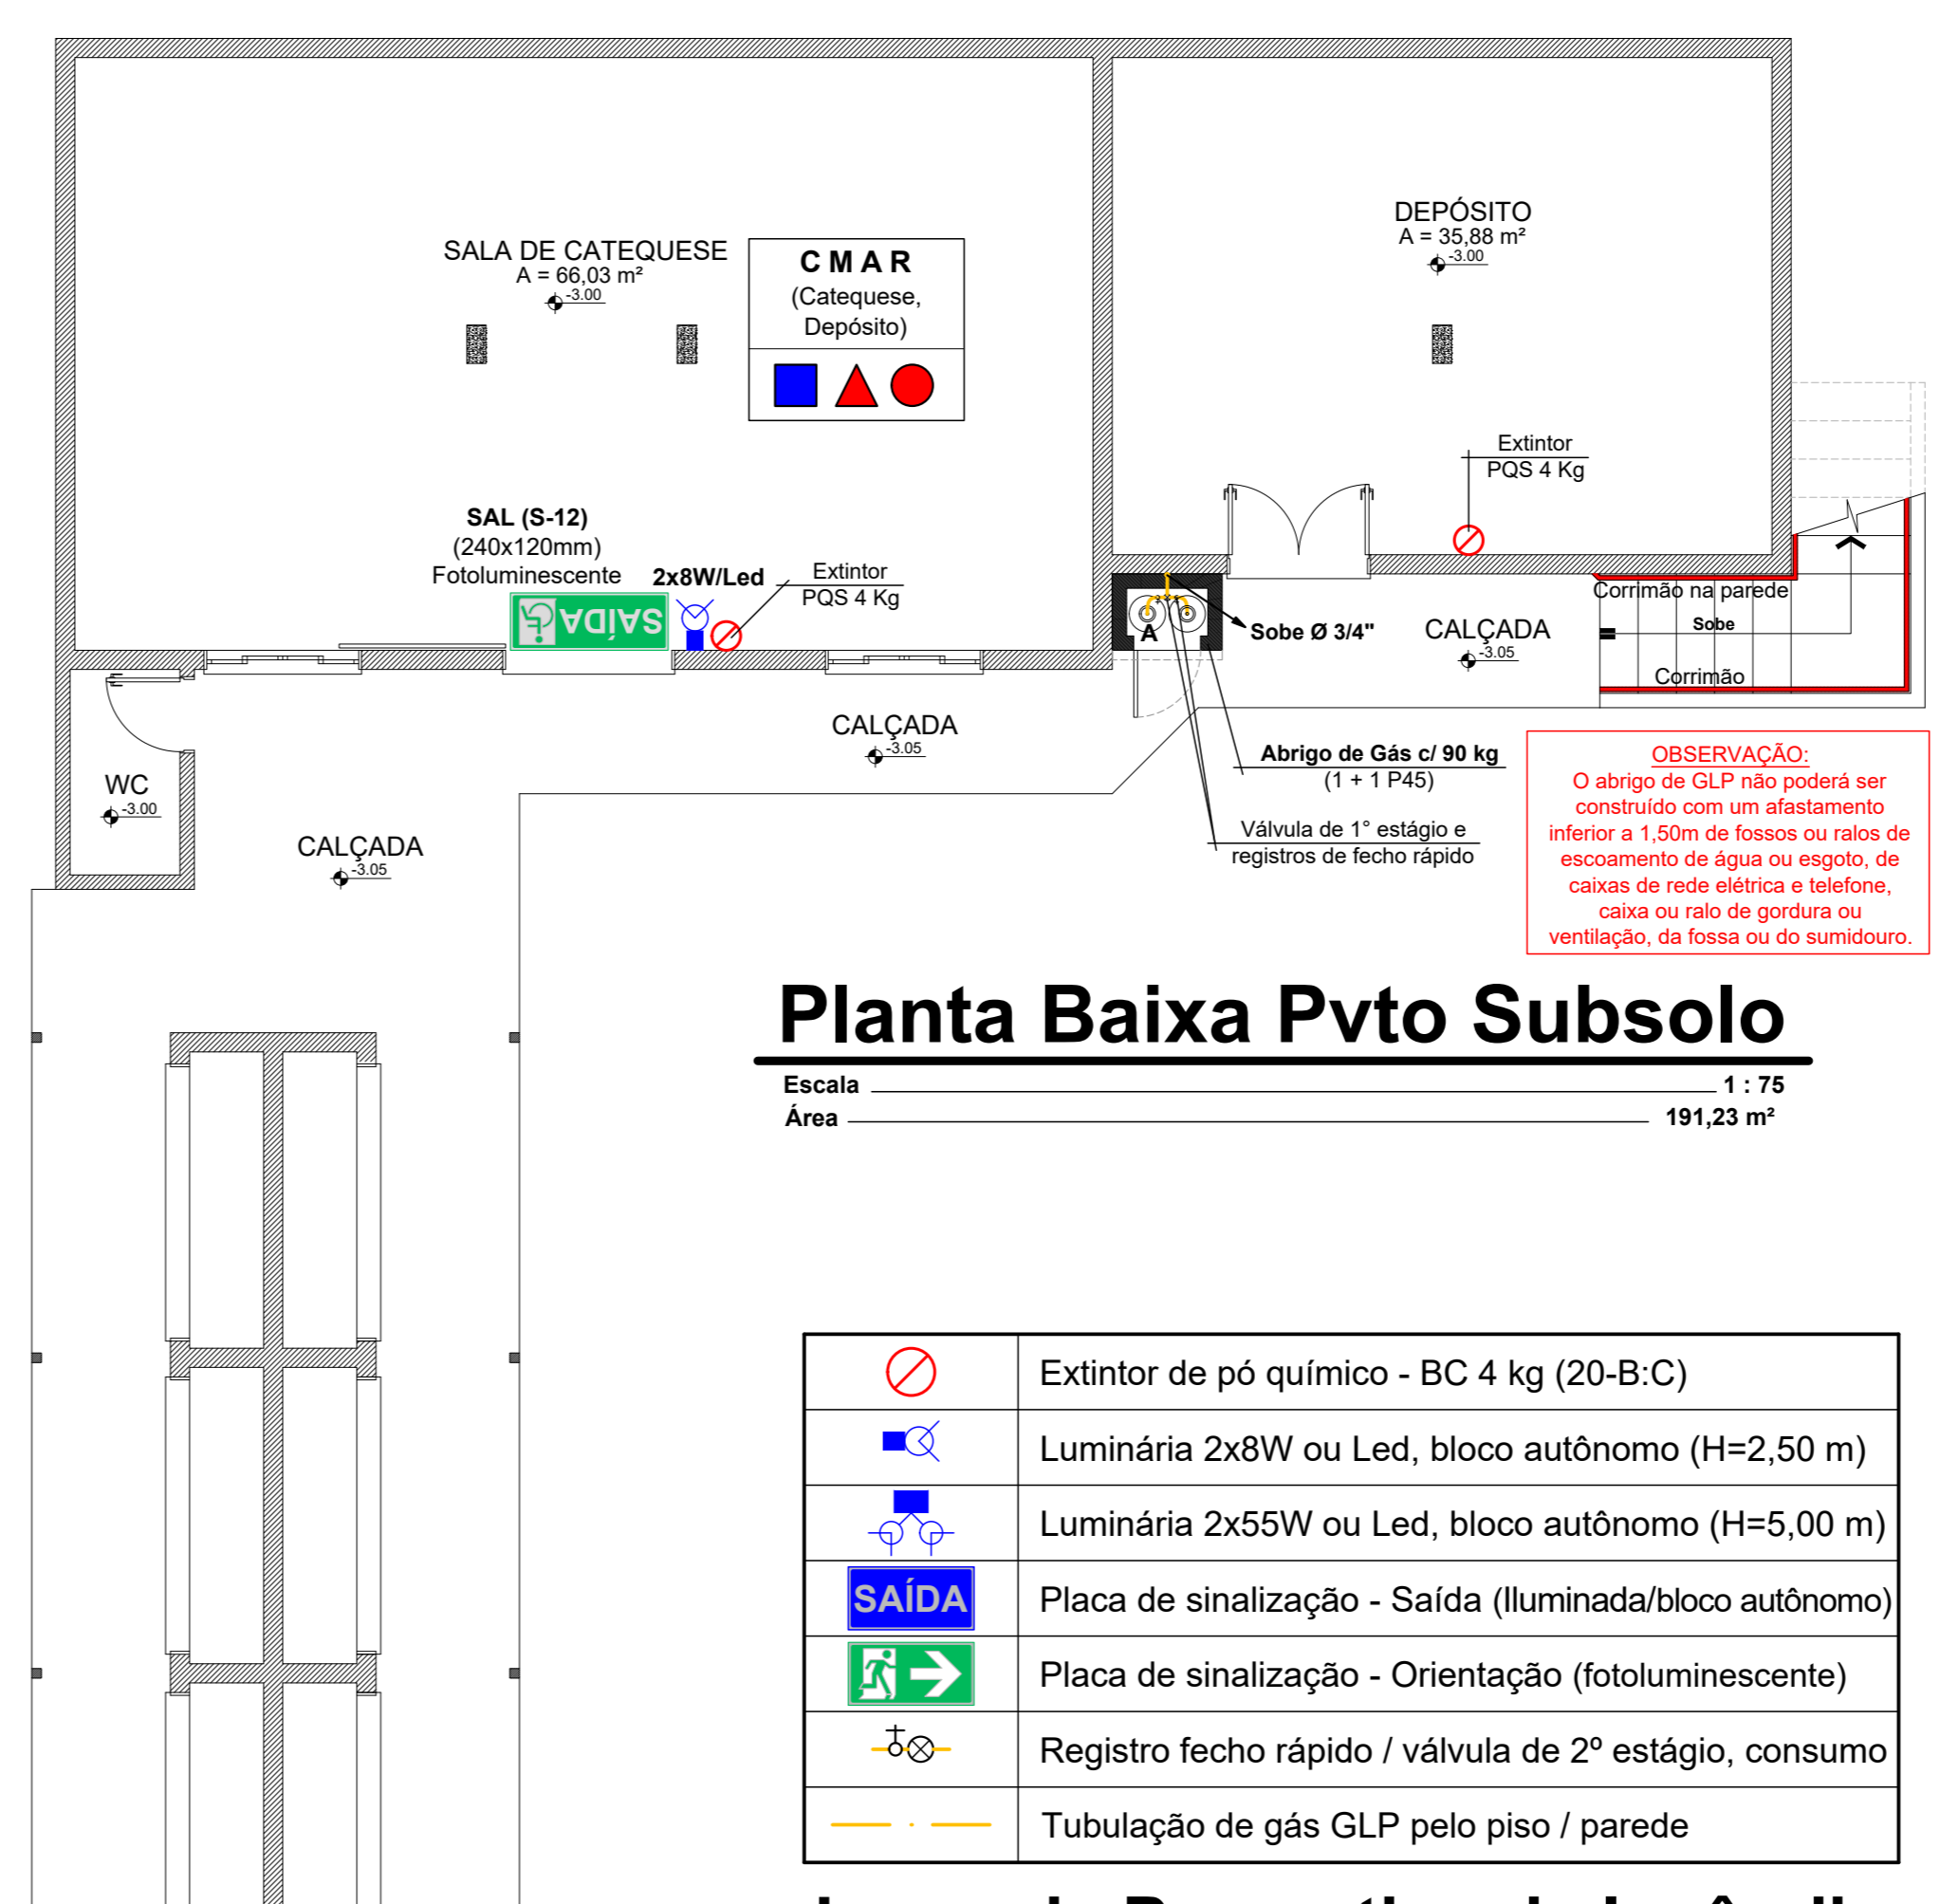 SALA DE CATEQUESE
A = 66,03 m²
-3.00
C M A R
(Catequese,
Depósito)
DEPÓSITO
A = 35,88 m²
-3.00
Extintor
PQS 4 Kg
SAL (S-12)
(240x120mm)
Fotoluminescente
2x8W/Led
Extintor
PQS 4 Kg
SAÍDA
A
Sobe Ø 3/4"
CALÇADA
-3.05
Corrimão na parede
Sobe
Corrimão
CALÇADA
-3.05
WC
-3.00
CALÇADA
-3.05
Abrigo de Gás c/ 90 kg
(1 + 1 P45)
Válvula de 1° estágio e
registros de fecho rápido
OBSERVAÇÃO:
O abrigo de GLP não poderá ser
construído com um afastamento
inferior a 1,50m de fossos ou ralos de
escoamento de água ou esgoto, de
caixas de rede elétrica e telefone,
caixa ou ralo de gordura ou
ventilação, da fossa ou do sumidouro.
Planta Baixa Pvto Subsolo
Escala 1 : 75
Área 191,23 m²
Extintor de pó químico - BC 4 kg (20-B:C)
Luminária 2x8W ou Led, bloco autônomo (H=2,50 m)
Luminária 2x55W ou Led, bloco autônomo (H=5,00 m)
SAÍDA
Placa de sinalização - Saída (Iluminada/bloco autônomo)
Placa de sinalização - Orientação (fotoluminescente)
Registro fecho rápido / válvula de 2º estágio, consumo
Tubulação de gás GLP pelo piso / parede